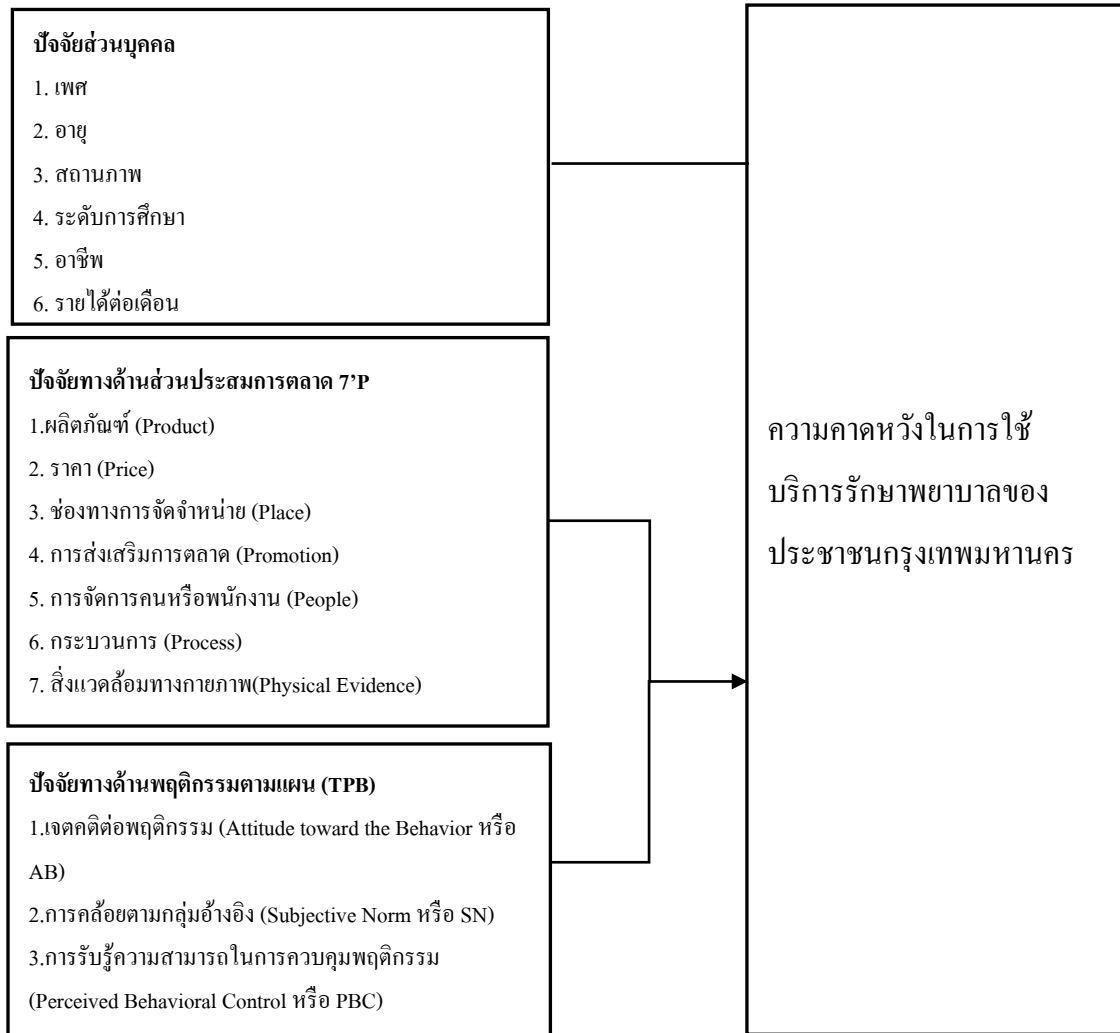 ปัจจัยส่วนบุคคล
1. เพศ
2. อายุ
3. สถานภาพ
4. ระดับการศึกษา
5. อาชีพ
6. รายได้ต่อเดือน
ปัจจัยทางด้านส่วนประสมการตลาด 7’P
1.ผลิตภัณฑ์ (Product)
2. ราคา (Price)
3. ช่องทางการจัดจำหน่าย (Place)
4. การส่งเสริมการตลาด (Promotion)
5. การจัดการคนหรือพนักงาน (People)
6. กระบวนการ (Process)
7. สิ่งแวดล้อมทางกายภาพ(Physical Evidence)
ปัจจัยทางด้านพฤติกรรมตามแผน (TPB)
1.เจตคติต่อพฤติกรรม (Attitude toward the Behavior หรือ
AB)
2.การคล้อยตามกลุ่มอ้างอิง (Subjective Norm หรือ SN)
3.การรับรู้ความสามารถในการควบคุมพฤติกรรม
(Perceived Behavioral Control หรือ PBC)
ความคาดหวังในการใช้
บริการรักษาพยาบาลของ
ประชาชนกรุงเทพมหานคร